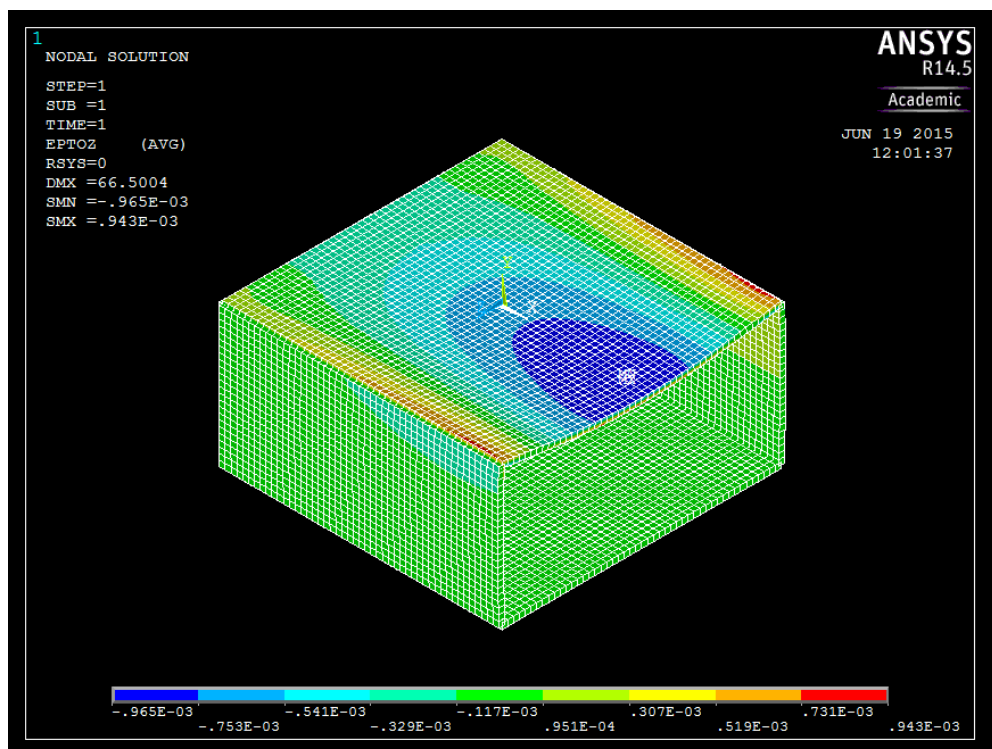 1
NODAL SOLUTION
STEP=1
SUB =1
TIME=1
EPTOZ (AVG)
RSYS=0
DMX =66.5004
SMN =-.965E-03
SMX =.943E-03
ANSYS
R14.5
Academic
JUN 19 2015
12:01:37
-.965E-03 -.541E-03 -.117E-03 .307E-03 .731E-03
-.753E-03 -.329E-03 .951E-04 .519E-03 .943E-03